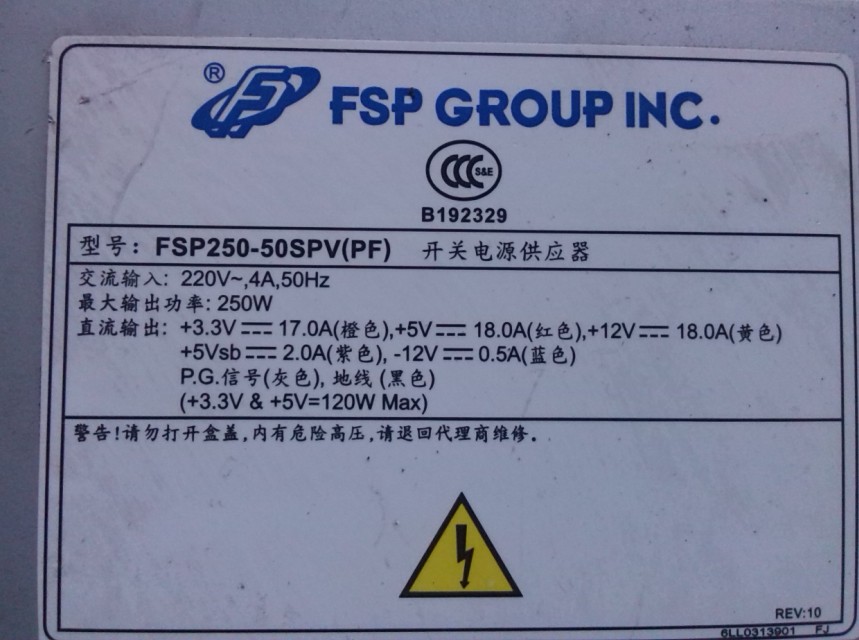 ® FSP GROUP INC.
CCC S&E
B192329
型号: FSP250-50SPV(PF) 开关电源供应器
交流输入: 220V~,4A,50Hz
最大输出功率: 250W
直流输出: +3.3V⎓17.0A(橙色),+5V⎓18.0A(红色),+12V⎓18.0A(黄色)
+5Vsb⎓2.0A(紫色), -12V⎓0.5A(蓝色)
P.G.信号(灰色), 地线 (黑色)
(+3.3V & +5V=120W Max)
警告!请勿打开盒盖,内有危险高压,请退回代理商维修。
REV:10
6LL0313901 FJ